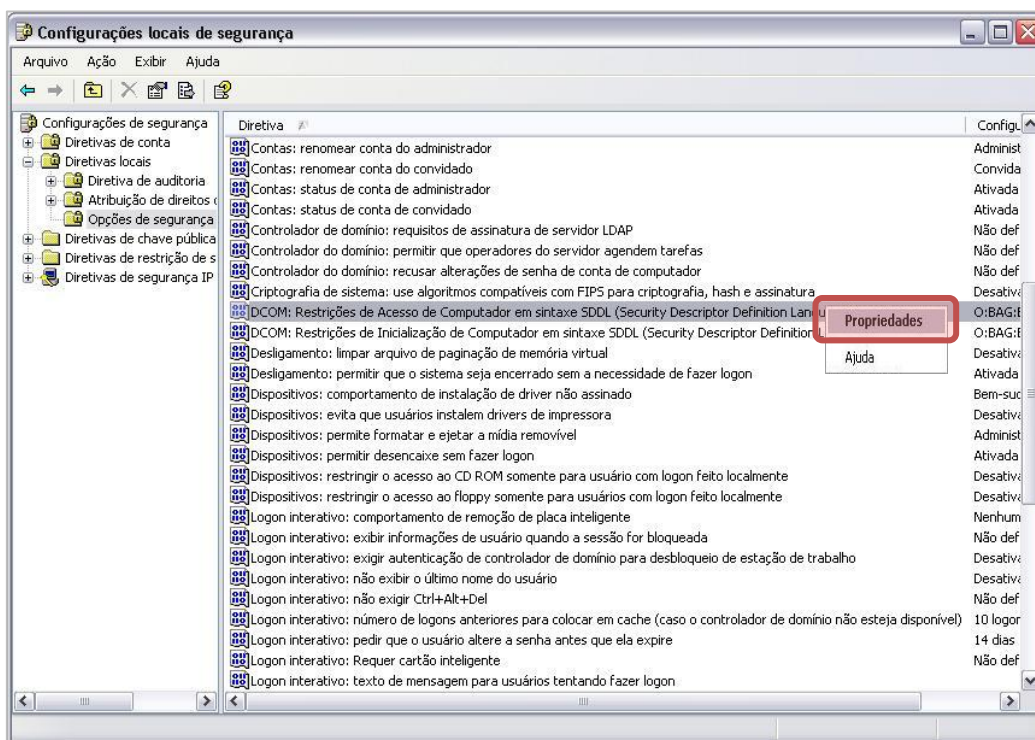 Configurações locais de segurança
Arquivo Ação Exibir Ajuda
Configurações de segurança
Diretivas de conta
Diretivas locais
Diretiva de auditoria
Atribuição de direitos
Opções de segurança
Diretivas de chave pública
Diretivas de restrição de s
Diretivas de segurança IP
Diretiva Configu
Contas: renomear conta do administrador Administ
Contas: renomear conta do convidado Convida
Contas: status de conta de administrador Ativada
Contas: status de conta de convidado Ativada
Controlador de domínio: requisitos de assinatura de servidor LDAP Não def
Controlador do domínio: permitir que operadores do servidor agendem tarefas Não def
Controlador do domínio: recusar alterações de senha de conta de computador Não def
Criptografia de sistema: use algoritmos compatíveis com FIPS para criptografia, hash e assinatura Desativa
DCOM: Restrições de Acesso de Computador em sintaxe SDDL (Security Descriptor Definition Langu O:BAG:B
Propriedades
DCOM: Restrições de Inicialização de Computador em sintaxe SDDL (Security Descriptor Definition L O:BAG:B
Ajuda
Desligamento: limpar arquivo de paginação de memória virtual Desativa
Desligamento: permitir que o sistema seja encerrado sem a necessidade de fazer logon Ativada
Dispositivos: comportamento de instalação de driver não assinado Bem-suc
Dispositivos: evita que usuários instalem drivers de impressora Desativa
Dispositivos: permite formatar e ejetar a mídia removível Administ
Dispositivos: permitir desencaixe sem fazer logon Ativada
Dispositivos: restringir o acesso ao CD ROM somente para usuário com logon feito localmente Desativa
Dispositivos: restringir o acesso ao floppy somente para usuários com logon feito localmente Desativa
Logon interativo: comportamento de remoção de placa inteligente Nenhum
Logon interativo: exibir informações de usuário quando a sessão for bloqueada Não def
Logon interativo: exigir autenticação de controlador de domínio para desbloqueio de estação de trabalho Desativa
Logon interativo: não exibir o último nome do usuário Desativa
Logon interativo: não exigir Ctrl+Alt+Del Não def
Logon interativo: número de logons anteriores para colocar em cache (caso o controlador de domínio não esteja disponível) 10 logor
Logon interativo: pedir que o usuário altere a senha antes que ela expire 14 dias
Logon interativo: Requer cartão inteligente Não def
Logon interativo: texto de mensagem para usuários tentando fazer logon